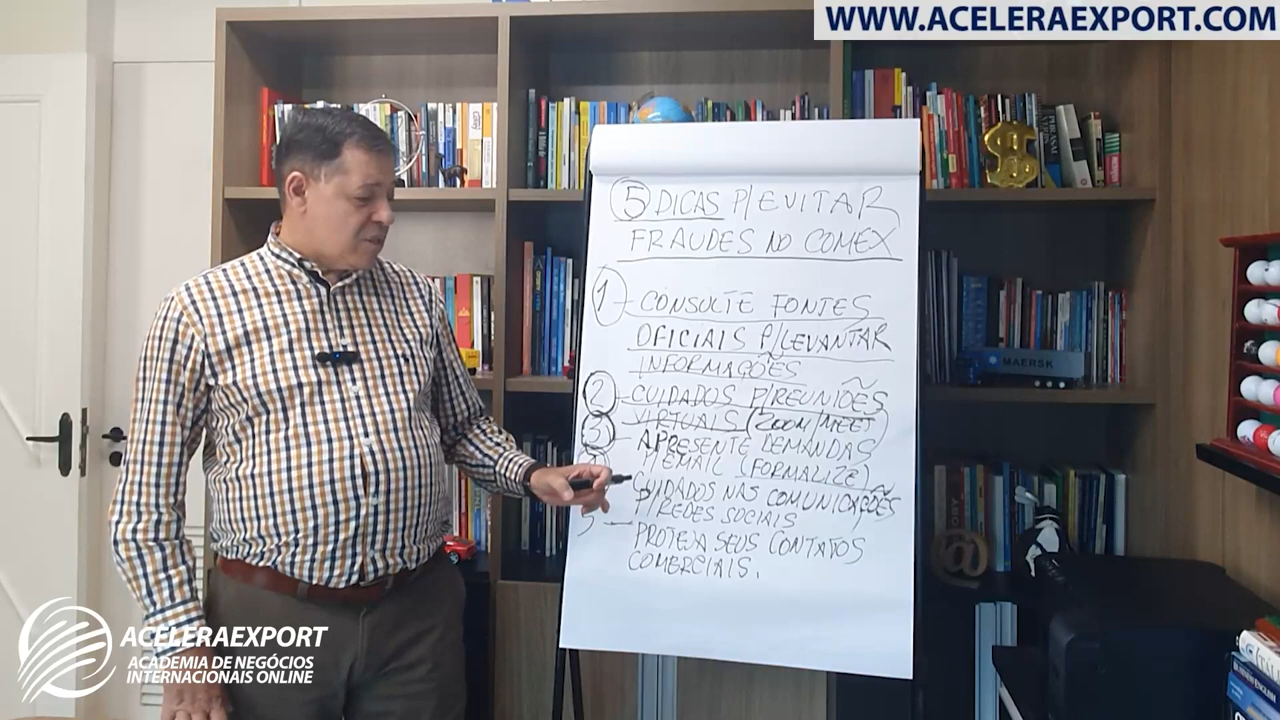 WWW.ACELERAEXPORT.COM
5 DICAS P/EVITAR
FRAUDES NO COMEX
1 - CONSULTE FONTES
OFICIAIS P/LEVANTAR
INFORMAÇÕES
2 - CUIDADOS P/REUNIÕES
VIRTUAIS (ZOOM/MEET)
3 - APRESENTE DEMANDAS
P/EMAIL (FORMALIZE)
CUIDADOS NAS COMUNICAÇÕES
P/REDES SOCIAIS
5 - PROTEJA SEUS CONTATOS
COMERCIAIS.
MAERSK
ACELERAEXPORT
ACADEMIA DE NEGÓCIOS
INTERNACIONAIS ONLINE